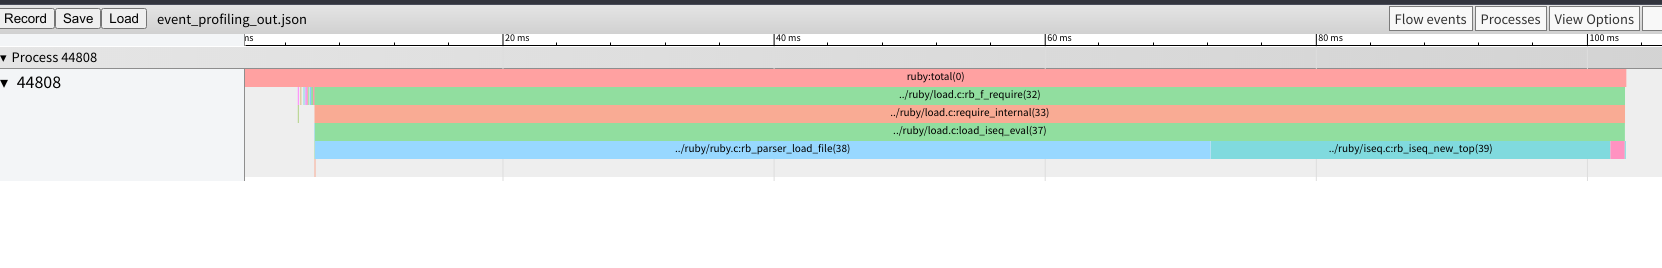 Record Save Load event_profiling_out.json Flow events Processes View Options
ns 20 ms 40 ms 60 ms 80 ms 100 ms
▾ Process 44808
▾ 44808
ruby:total(0)
../ruby/load.c:rb_f_require(32)
../ruby/load.c:require_internal(33)
../ruby/load.c:load_iseq_eval(37)
../ruby/ruby.c:rb_parser_load_file(38) ../ruby/iseq.c:rb_iseq_new_top(39)